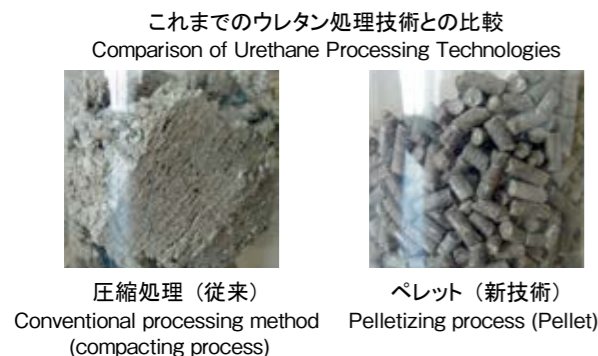 これまでのウレタン処理技術との比較
Comparison of Urethane Processing Technologies
圧縮処理（従来）
Conventional processing method
(compacting process)
ペレット（新技術）
Pelletizing process (Pellet)